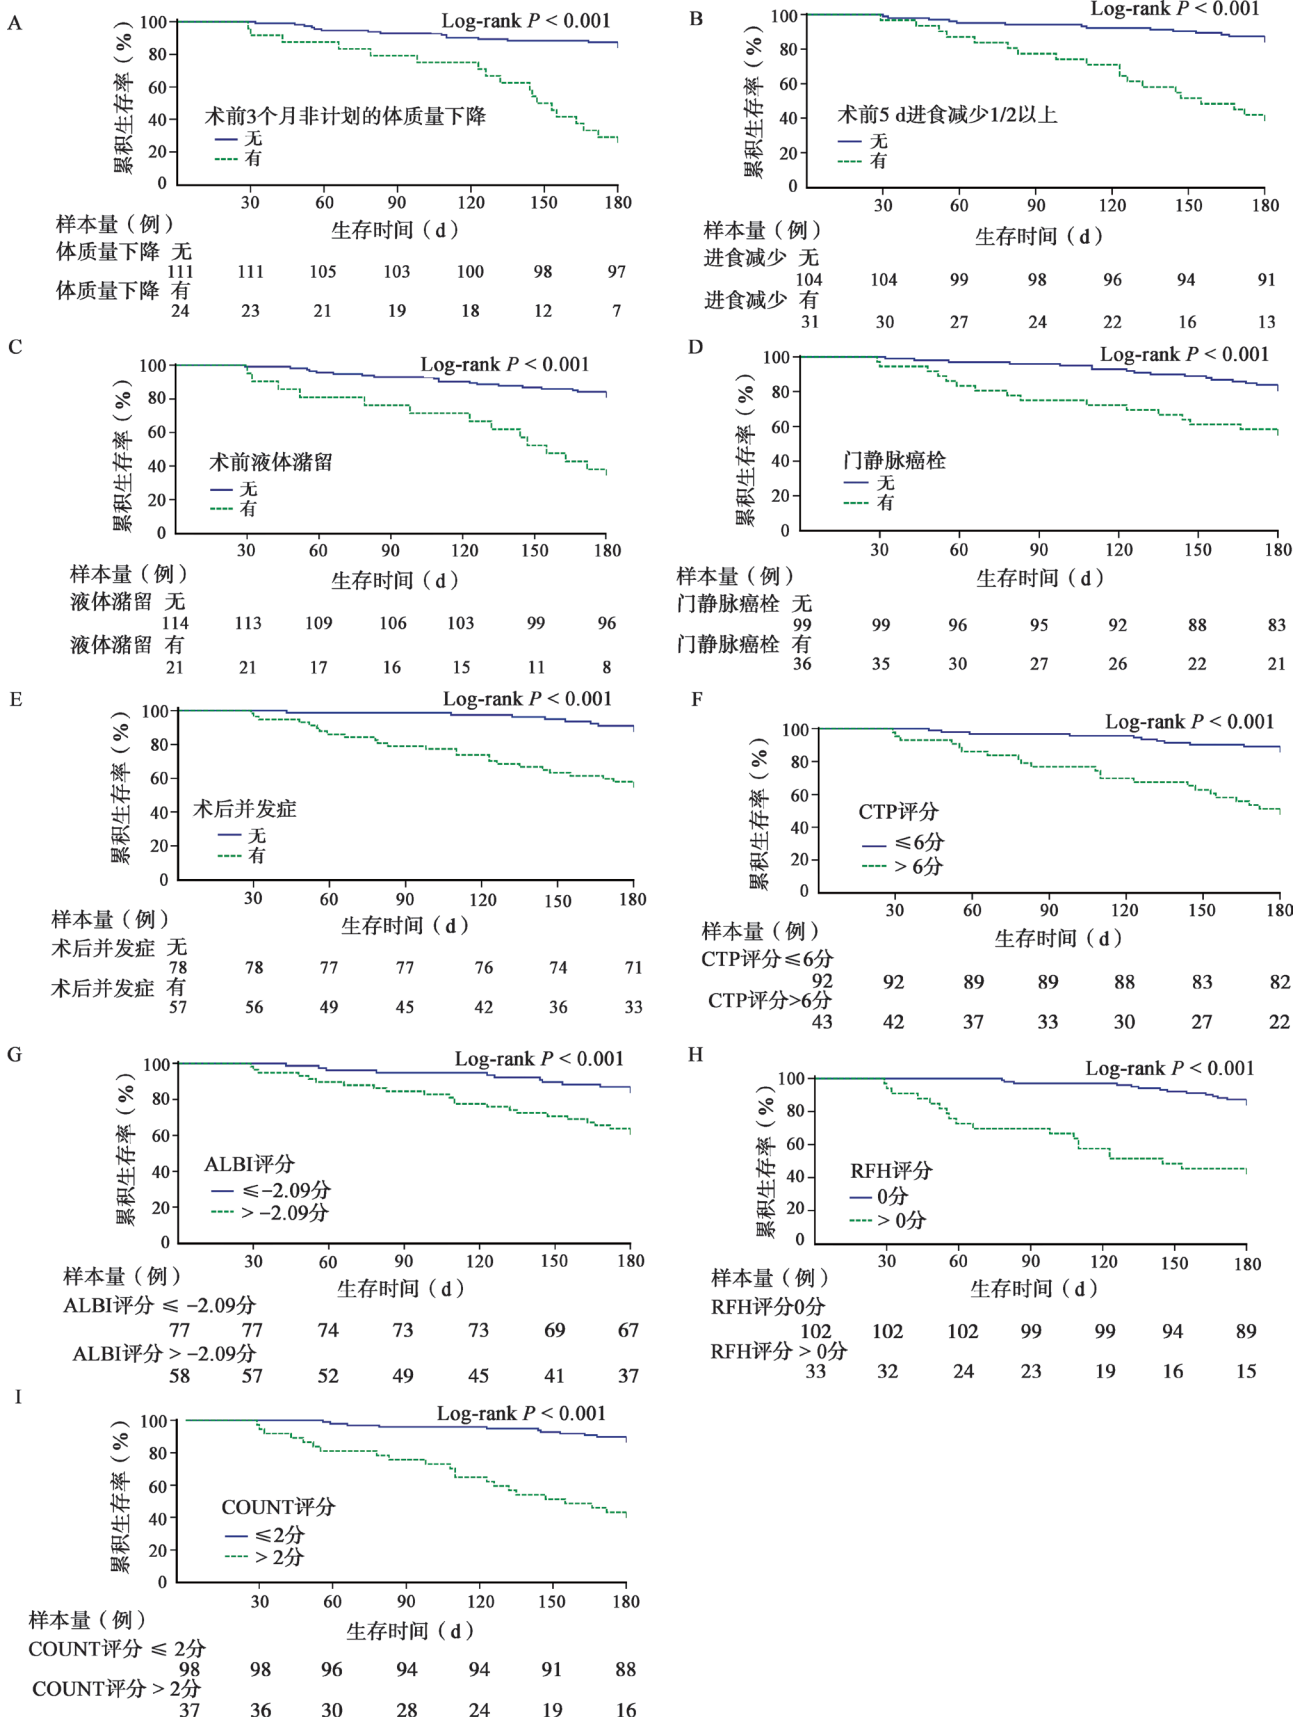 A
Log-rank P < 0.001
累积生存率（%）
100
80
60
40
20
0
术前3个月非计划的体质量下降
无
有
30 60 90 120 150 180
生存时间（d）
样本量（例）
体质量下降 无
111 111 105 103 100 98 97
体质量下降 有
24 23 21 19 18 12 7
B
Log-rank P < 0.001
累积生存率（%）
100
80
60
40
20
0
术前5 d进食减少1/2以上
无
有
30 60 90 120 150 180
生存时间（d）
样本量（例）
进食减少 无
104 104 99 98 96 94 91
进食减少 有
31 30 27 24 22 16 13
C
Log-rank P < 0.001
累积生存率（%）
100
80
60
40
20
0
术前液体潴留
无
有
30 60 90 120 150 180
生存时间（d）
样本量（例）
液体潴留 无
114 113 109 106 103 99 96
液体潴留 有
21 21 17 16 15 11 8
D
Log-rank P < 0.001
累积生存率（%）
100
80
60
40
20
0
门静脉癌栓
无
有
30 60 90 120 150 180
生存时间（d）
样本量（例）
门静脉癌栓 无
99 99 96 95 92 88 83
门静脉癌栓 有
36 35 30 27 26 22 21
E
Log-rank P < 0.001
累积生存率（%）
100
80
60
40
20
0
术后并发症
无
有
30 60 90 120 150 180
生存时间（d）
样本量（例）
术后并发症 无
78 78 77 77 76 74 71
术后并发症 有
57 56 49 45 42 36 33
F
Log-rank P < 0.001
累积生存率（%）
100
80
60
40
20
0
CTP评分
≤6分
> 6分
30 60 90 120 150 180
生存时间（d）
样本量（例）
CTP评分≤6分
92 92 89 89 88 83 82
CTP评分>6分
43 42 37 33 30 27 22
G
Log-rank P < 0.001
累积生存率（%）
100
80
60
40
20
0
ALBI评分
≤−2.09分
> −2.09分
30 60 90 120 150 180
生存时间（d）
样本量（例）
ALBI评分 ≤ −2.09分
77 77 74 73 73 69 67
ALBI评分 > −2.09分
58 57 52 49 45 41 37
H
Log-rank P < 0.001
累积生存率（%）
100
80
60
40
20
0
RFH评分
0分
> 0分
30 60 90 120 150 180
生存时间（d）
样本量（例）
RFH评分0分
102 102 102 99 99 94 89
RFH评分 > 0分
33 32 24 23 19 16 15
I
Log-rank P < 0.001
累积生存率（%）
100
80
60
40
20
0
COUNT评分
≤2分
> 2分
30 60 90 120 150 180
生存时间（d）
样本量（例）
COUNT评分 ≤ 2分
98 98 96 94 94 91 88
COUNT评分 > 2分
37 36 30 28 24 19 16